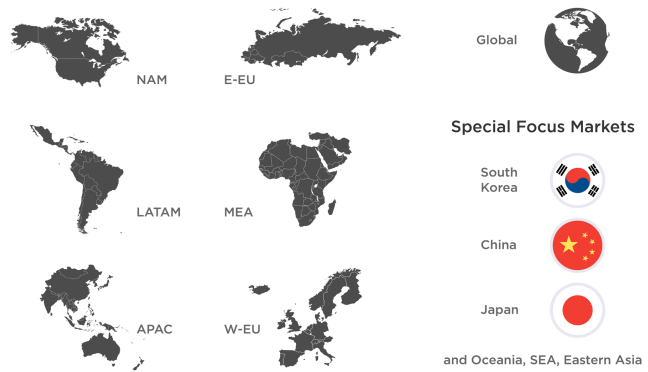 NAM
E-EU
Global
LATAM
MEA
APAC
W-EU
Special Focus Markets
South
Korea
China
Japan
and Oceania, SEA, Eastern Asia